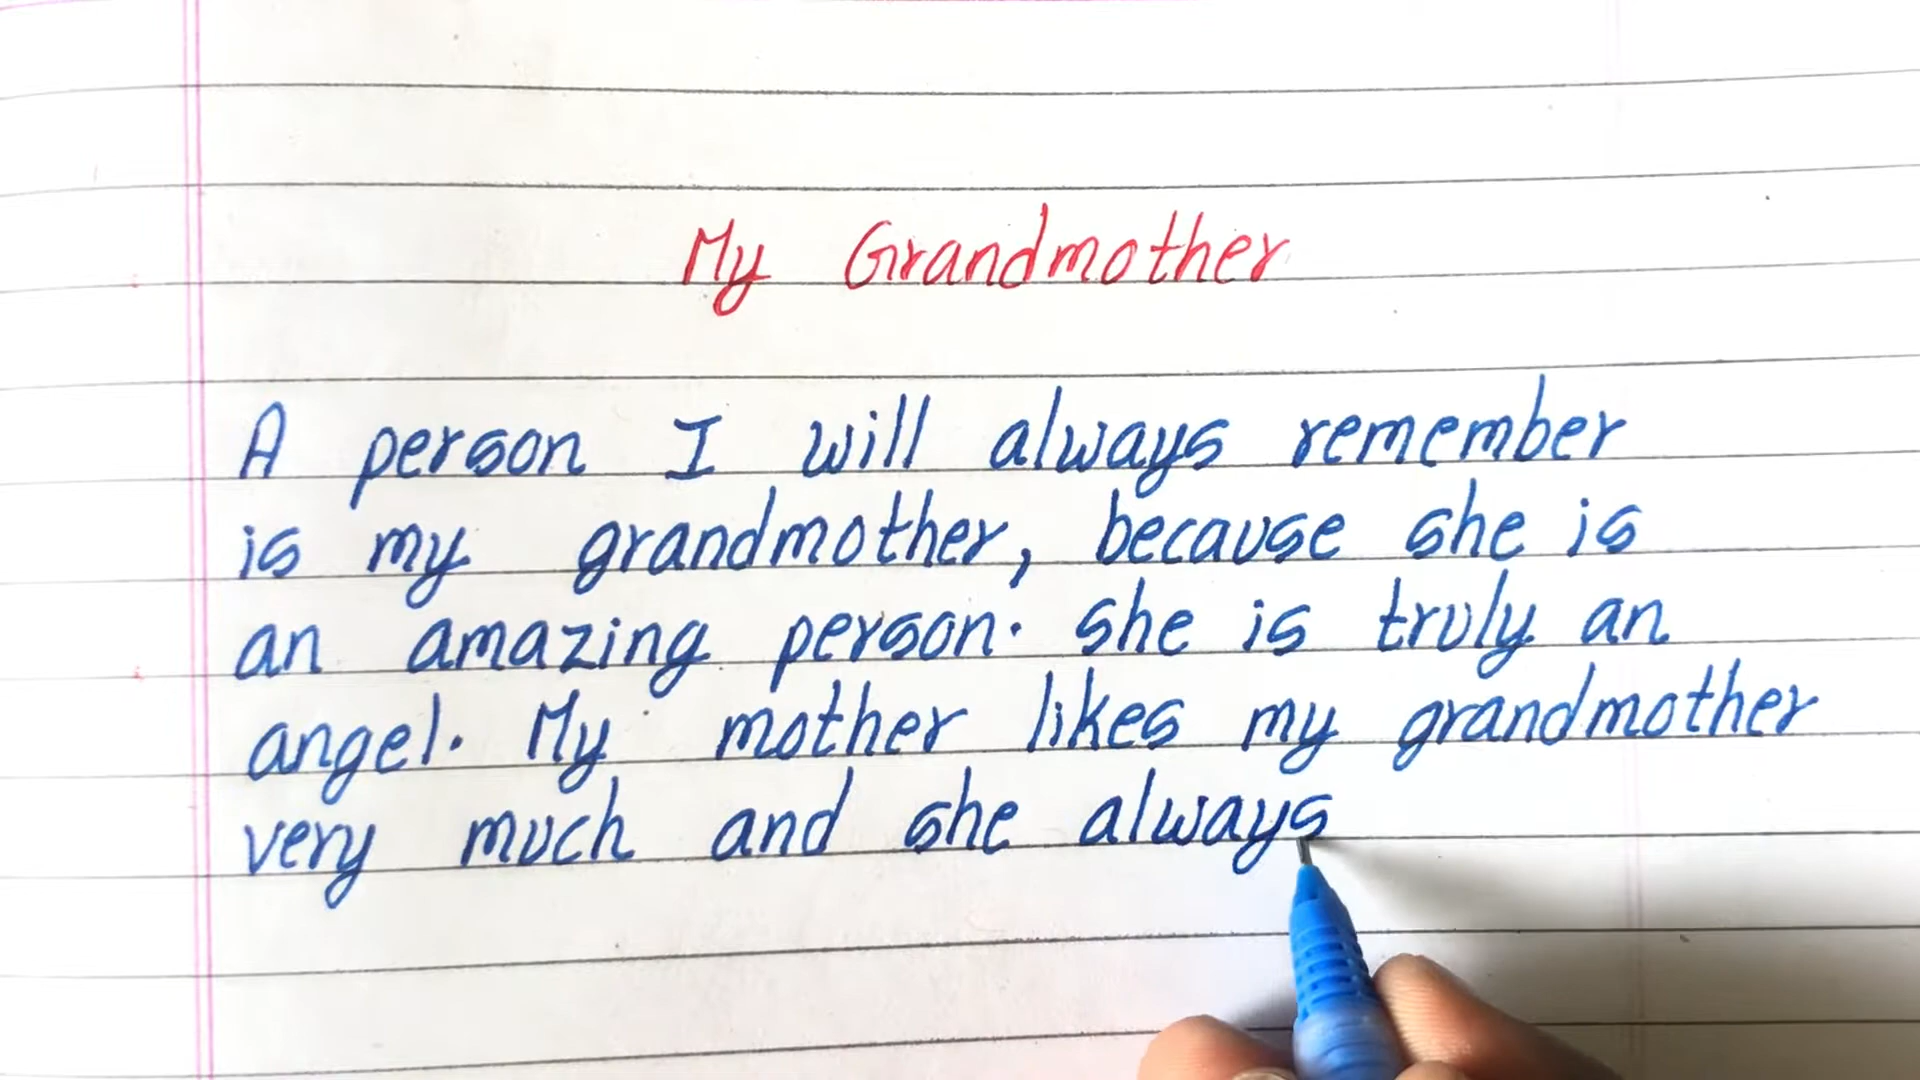 My Grandmother
A person I will always remember
is my grandmother, because she is
an amazing person. she is truly an
angel. My mother likes my grandmother
very much and she always